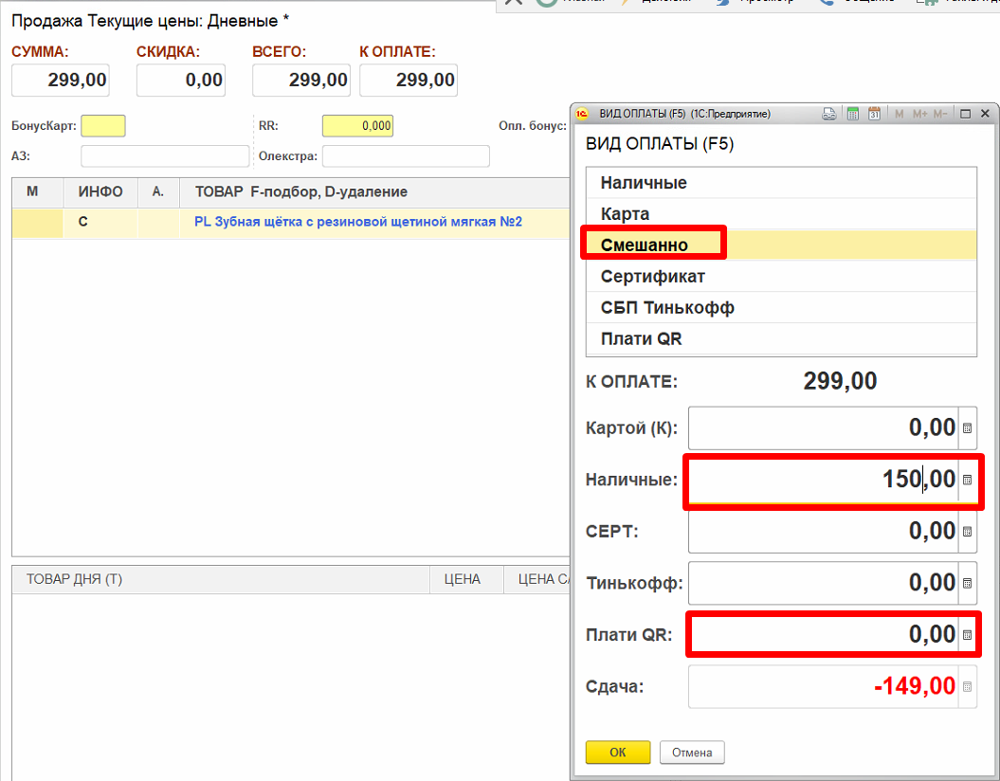 Продажа Текущие цены: Дневные *
СУММА: СКИДКА: ВСЕГО: К ОПЛАТЕ:
299,00 0,00 299,00 299,00
БонусКарт: RR: 0,000 Опл. бонус:
АЗ: Олекстра:
М ИНФО А. ТОВАР F-подбор, D-удаление
С PL Зубная щётка с резиновой щетиной мягкая №2
ТОВАР ДНЯ (Т) ЦЕНА ЦЕНА С
ВИД ОПЛАТЫ (F5) (1С:Предприятие) M M+ M-
ВИД ОПЛАТЫ (F5)
Наличные
Карта
Смешанно
Сертификат
СБП Тинькофф
Плати QR
К ОПЛАТЕ: 299,00
Картой (К): 0,00
Наличные: 150,00
СЕРТ: 0,00
Тинькофф: 0,00
Плати QR: 0,00
Сдача: -149,00
ОК Отмена